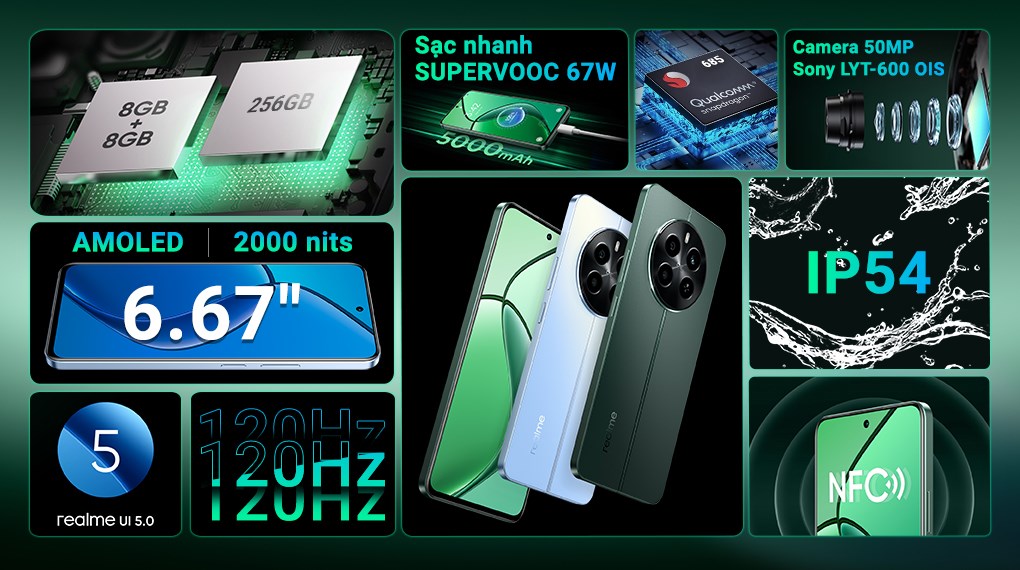 8GB
+
8GB
256GB
Sạc nhanh
SUPERVOOC 67W
5000mAh
685
Qualcomm
snapdragon
Camera 50MP
Sony LYT-600 OIS
AMOLED | 2000 nits
6.67"
realme
realme
IP54
5
realme UI 5.0
120Hz
120Hz
120Hz
NFC